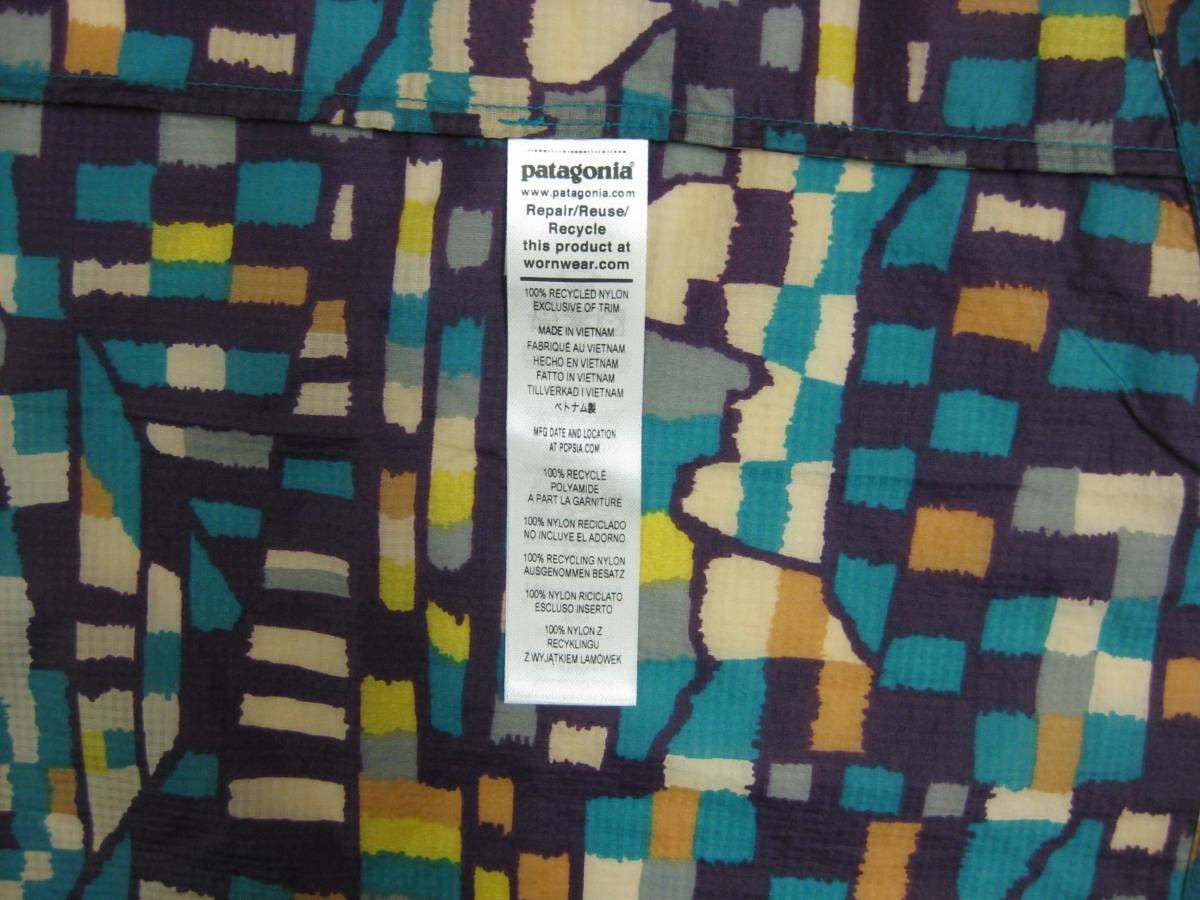 patagonia®
www.patagonia.com
Repair/Reuse/
Recycle
this product at
wornwear.com
100% RECYCLED NYLON
EXCLUSIVE OF TRIM
MADE IN VIETNAM
FABRIQUÉ AU VIETNAM
HECHO EN VIETNAM
FATTO IN VIETNAM
TILLVERKAD I VIETNAM
ベトナム製
MFG DATE AND LOCATION
AT PCPSIA.COM
100% RECYCLÉ
POLYAMIDE
A PART LA GARNITURE
100% NYLON RECICLADO
NO INCLUYE EL ADORNO
100% RECYCLING NYLON
AUSGENOMMEN BESATZ
100% NYLON RICICLATO
ESCLUSO INSERTO
100% NYLON Z
RECYKLINGU
Z WYJĄTKIEM LAMÓWEK